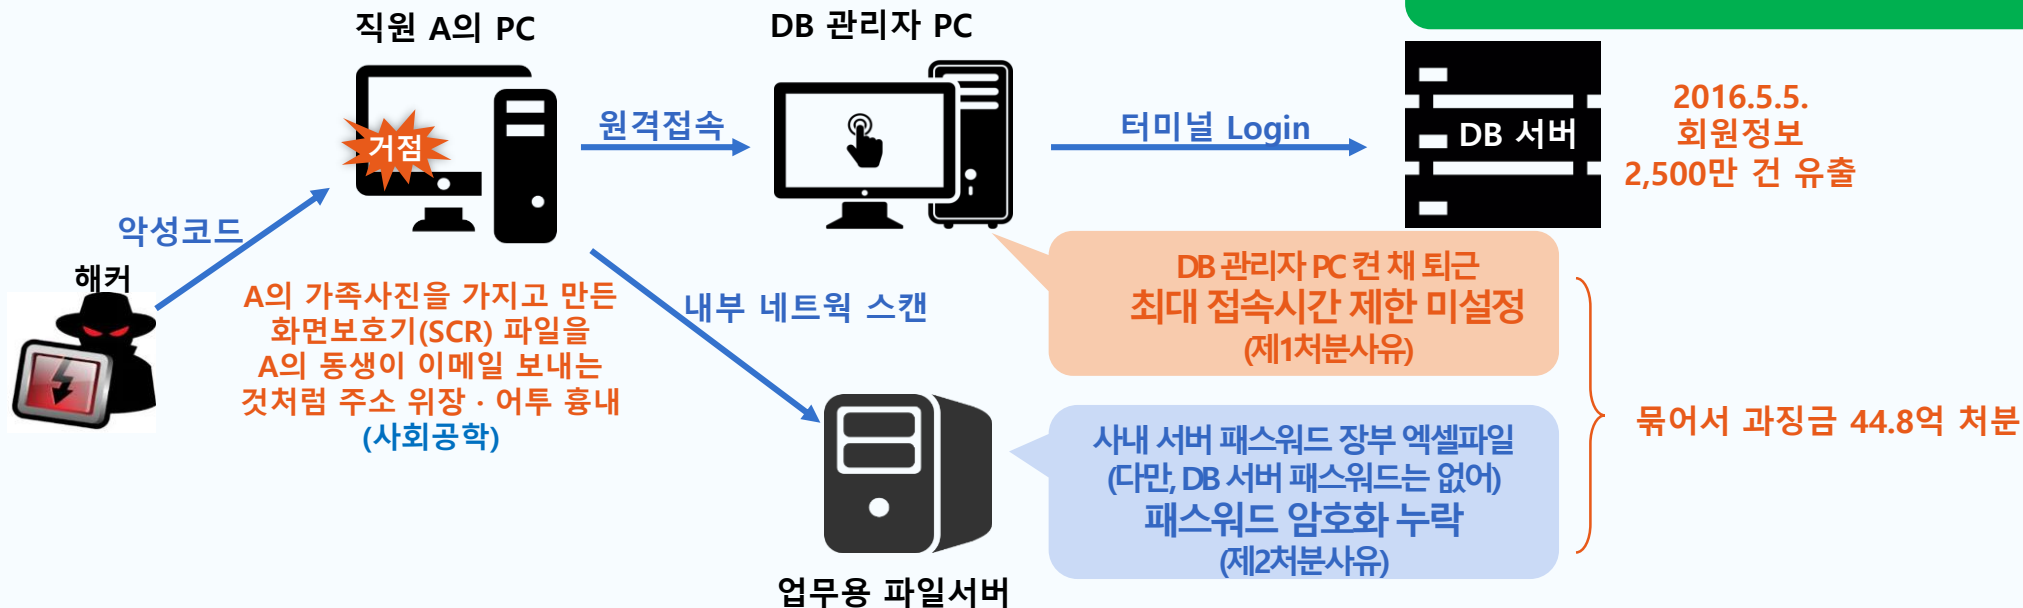 직원 A의 PC
DB 관리자 PC
거점
원격접속
터미널 Login
DB 서버
2016.5.5.
회원정보
2,500만 건 유출
악성코드
해커
A의 가족사진을 가지고 만든
화면보호기(SCR) 파일을
A의 동생이 이메일 보내는
것처럼 주소 위장 · 어투 흉내
(사회공학)
내부 네트웍 스캔
DB 관리자 PC 켠 채 퇴근
최대 접속시간 제한 미설정
(제1처분사유)
사내 서버 패스워드 장부 엑셀파일
(다만, DB 서버 패스워드는 없어)
패스워드 암호화 누락
(제2처분사유)
묶어서 과징금 44.8억 처분
업무용 파일서버